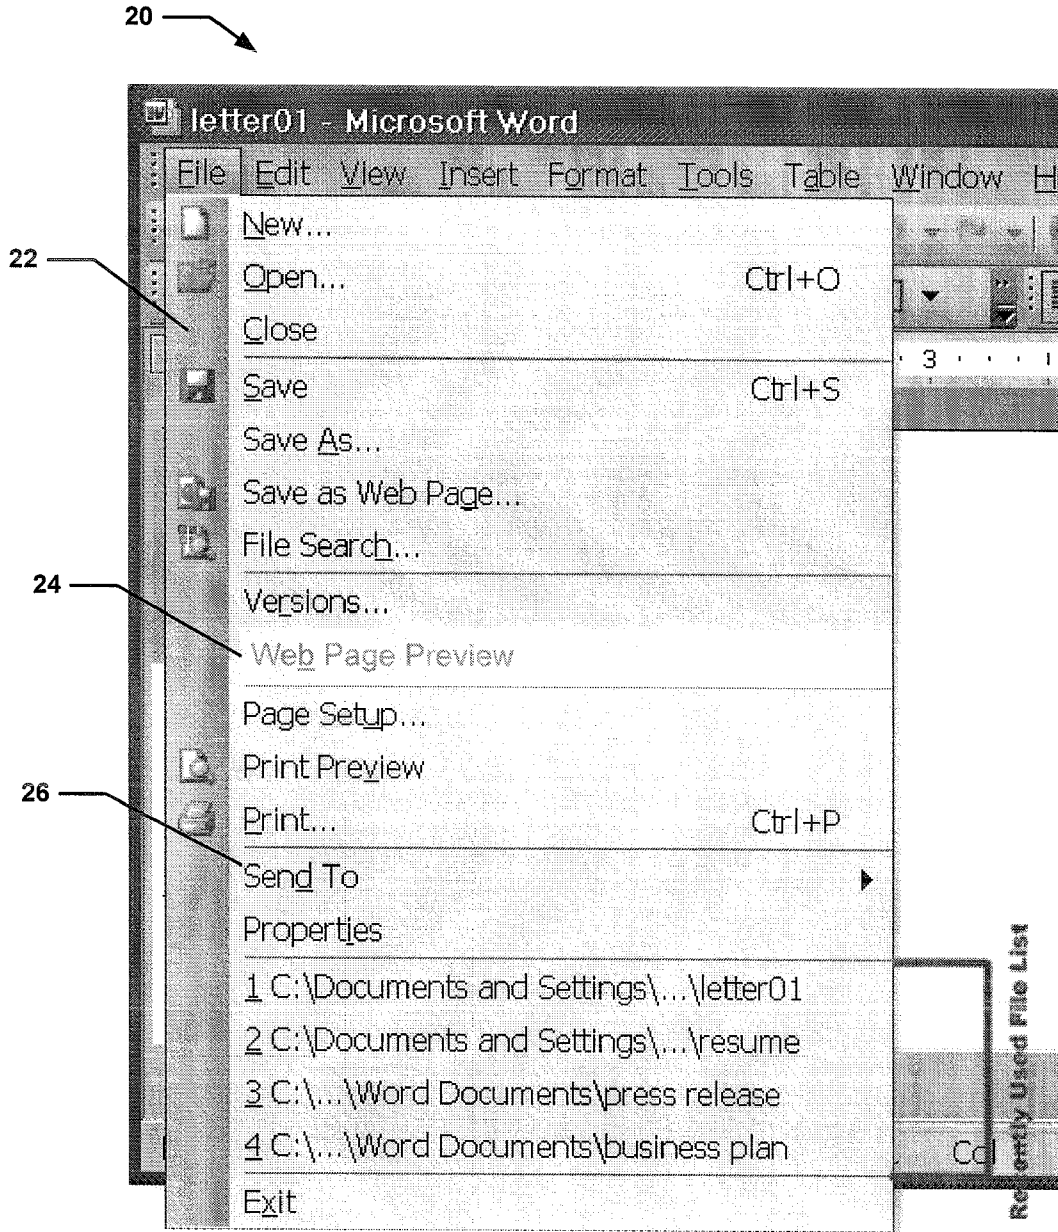 20
letter01 - Microsoft Word
File Edit View Insert Format Tools Table Window H
New...
22
Open... Ctrl+O
Close
3
Save Ctrl+S
Save As...
Save as Web Page...
File Search...
24
Versions...
Web Page Preview
Page Setup...
Print Preview
26
Print... Ctrl+P
Send To
Properties
1 C:\Documents and Settings\...\letter01
2 C:\Documents and Settings\...\resume
3 C:\...\Word Documents\press release
4 C:\...\Word Documents\business plan
Col
Exit
Recently Used File List